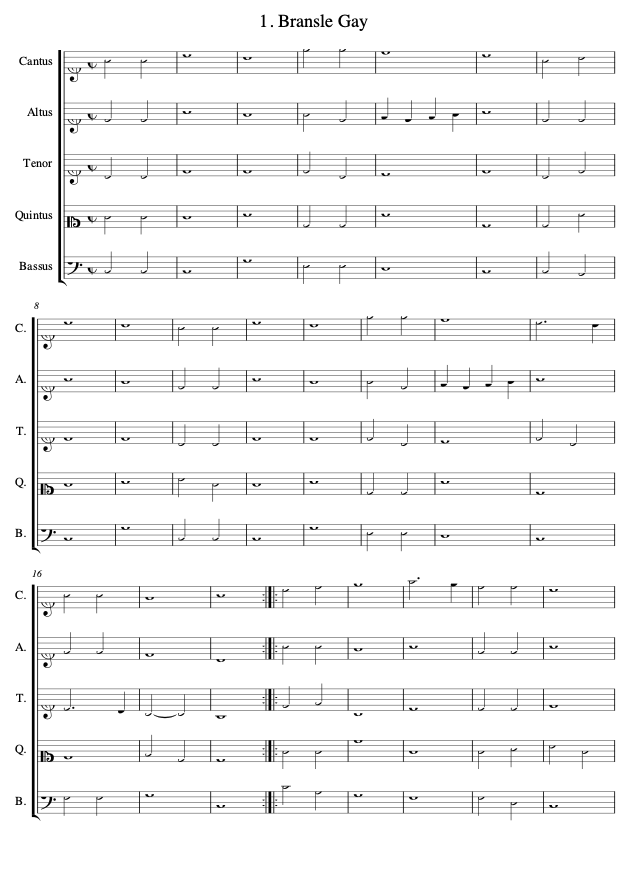 1. Bransle Gay
Cantus
Altus
Tenor
Quintus
Bassus
8
C.
A.
T.
Q.
B.
16
C.
A.
T.
Q.
B.